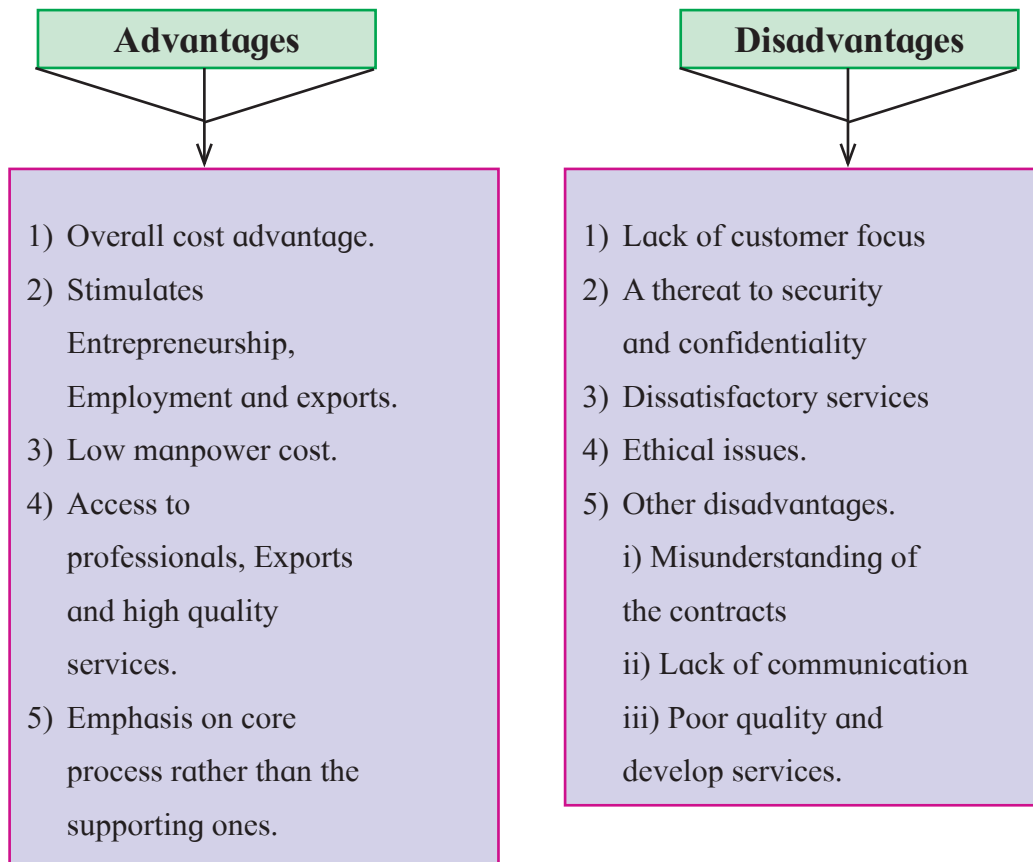 Advantages
1) Overall cost advantage.
2) Stimulates
Entrepreneurship,
Employment and exports.
3) Low manpower cost.
4) Access to
professionals, Exports
and high quality
services.
5) Emphasis on core
process rather than the
supporting ones.
Disadvantages
1) Lack of customer focus
2) A thereat to security
and confidentiality
3) Dissatisfactory services
4) Ethical issues.
5) Other disadvantages.
i) Misunderstanding of
the contracts
ii) Lack of communication
iii) Poor quality and
develop services.